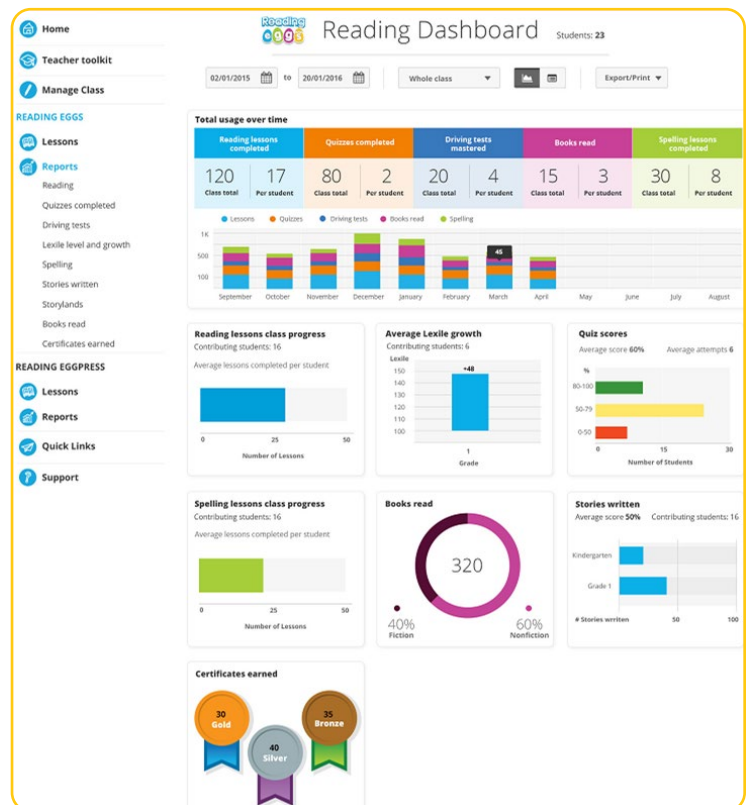 Home
Teacher toolkit
Manage Class
READING EGGS
Lessons
Reports
Reading
Quizzes completed
Driving tests
Lexile level and growth
Spelling
Stories written
Storylands
Books read
Certificates earned
READING EGGPRESS
Lessons
Reports
Quick Links
Support
Reading
eggs
Reading Dashboard
Students: 23
02/01/2015 to 20/01/2016 Whole class Export/Print
Total usage over time
Reading lessons completed
Quizzes completed
Driving tests mastered
Books read
Spelling lessons completed
120 17 80 2 20 4 15 3 30 8
Class total Per student Class total Per student Class total Per student Class total Per student Class total Per student
Lessons Quizzes Driving tests Books read Spelling
1K
500
100
45
September October November December January February March April May June July August
Reading lessons class progress
Contributing students: 16
Average lessons completed per student
0 25 50
Number of Lessons
Average Lexile growth
Contributing students: 6
Lexile
150
140
130
120
110
100
+48
1
Grade
Quiz scores
Average score 60% Average attempts 6
%
80-100
50-79
0-50
0 15 30
Number of Students
Spelling lessons class progress
Contributing students: 16
Average lessons completed per student
0 25 50
Number of Lessons
Books read
320
40%
Fiction
60%
Nonfiction
Stories written
Average score 50% Contributing students: 16
Kindergarten
Grade 1
# Stories wrriten 50 100
Certificates earned
30
Gold
40
Silver
35
Bronze